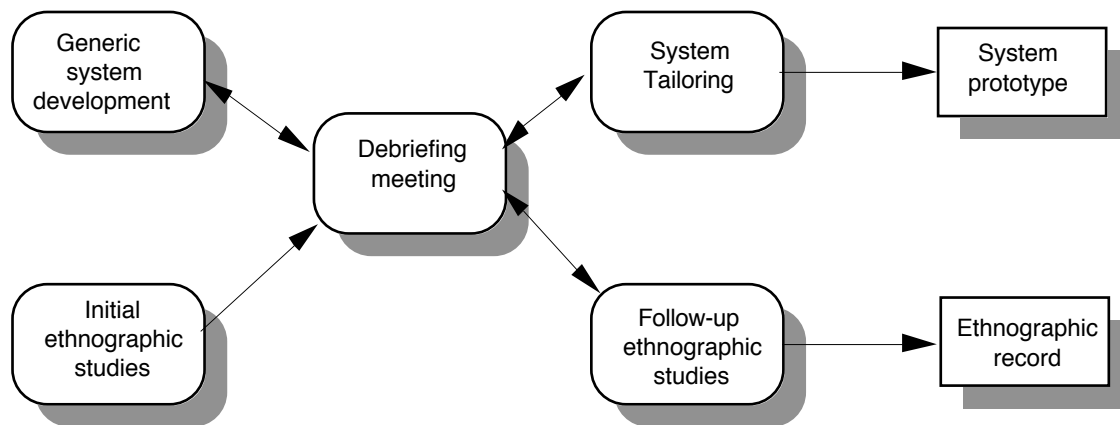 Generic
system
development
Initial
ethnographic
studies
Debriefing
meeting
System
Tailoring
Follow-up
ethnographic
studies
System
prototype
Ethnographic
record